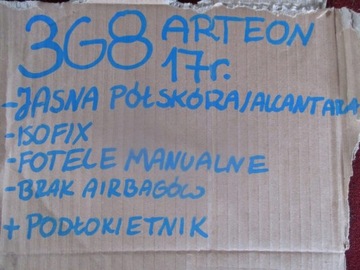 3G8 ARTEON
17r.
-JASNA PÓŁSKÓRA/ALCANTARA
-ISOFIX
-FOTELE MANUALNE
-BRAK AIRBAGÓW
+ PODŁOKIETNIK